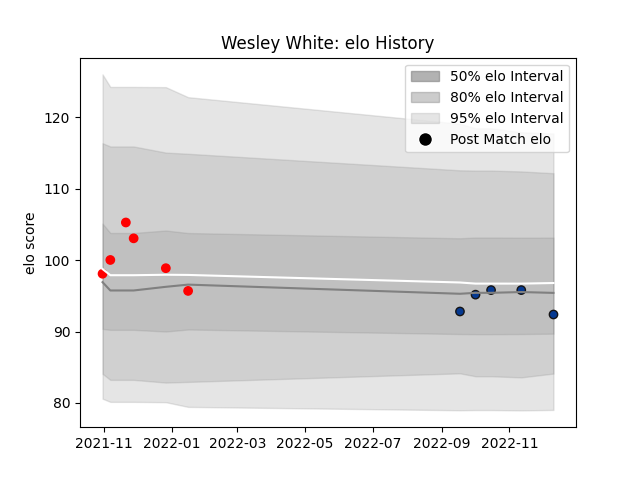 Wesley White: elo History
50% elo Interval
80% elo Interval
95% elo Interval
Post Match elo
elo score
120
110
100
90
80
2021-11 2022-01 2022-03 2022-05 2022-07 2022-09 2022-11